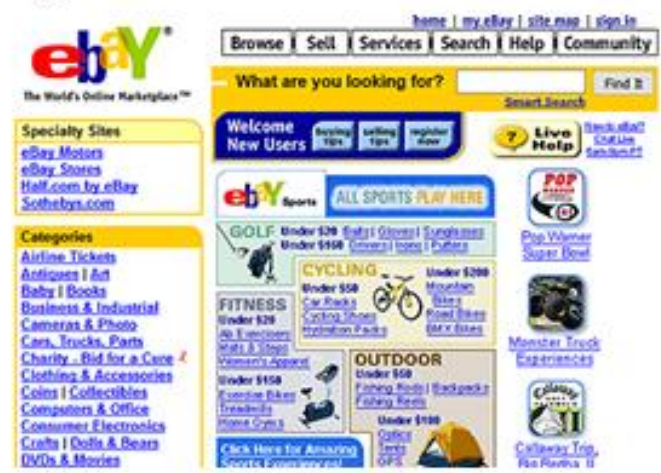 home | my eBay | site map | sign in
ebaY®
Browse Sell Services Search Help Community
What are you looking for? Find It
The World's Online Marketplace™
Smart Search
Specialty Sites
eBay Motors
eBay Stores
Half.com by eBay
Sothebys.com
Welcome New Users
buying tips
selling tips
register now
? Live Help
Categories
Airline Tickets
Antiques | Art
Baby | Books
Business & Industrial
Cameras & Photo
Cars, Trucks, Parts
Charity - Bid for a Cure
Clothing & Accessories
Coins | Collectibles
Computers & Office
Consumer Electronics
Crafts | Dolls & Bears
DVDs & Movies
ebaY Sports
ALL SPORTS PLAY HERE
GOLF Under $20 Balls | Gloves | Sunglasses
Under $150 Drivers | Irons | Putters
CYCLING
Under $50
Car Racks
Cycling Shoes
Hydration Packs
Under $200
Mountain Bikes
Road Bikes
BMX Bikes
FITNESS
Under $20
Ab Exercisers
Mats & Steps
Women's Apparel
Under $150
Exercise Bikes
Treadmills
Home Gyms
OUTDOOR
Under $50
Fishing Rods | Backpacks
Fishing Reels
Under $100
Optics
Tents
GPS
Click Here for Amazing
Sports Experiences!
POP WARNER
Pop Warner
Super Bowl
Monster Truck
Experiences
Callaway
Callaway Trip,